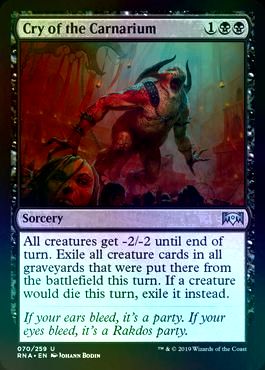 Cry of the Carnarium 1
Sorcery
All creatures get -2/-2 until end of
turn. Exile all creature cards in all
graveyards that were put there from
the battlefield this turn. If a creature
would die this turn, exile it instead.
If your ears bleed, it's a party. If your
eyes bleed, it's a Rakdos party.
070/259 U
RNA • EN JOHANN BODIN
™ & © 2019 Wizards of the Coast